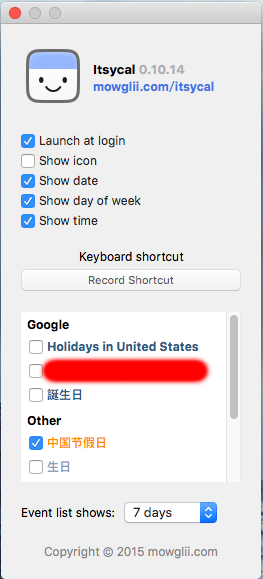 Itsycal 0.10.14
mowglii.com/itsycal
Launch at login
Show icon
Show date
Show day of week
Show time
Keyboard shortcut
Record Shortcut
Google
Holidays in United States
誕生日
Other
中国节假日
生日
Event list shows: 7 days
Copyright © 2015 mowglii.com